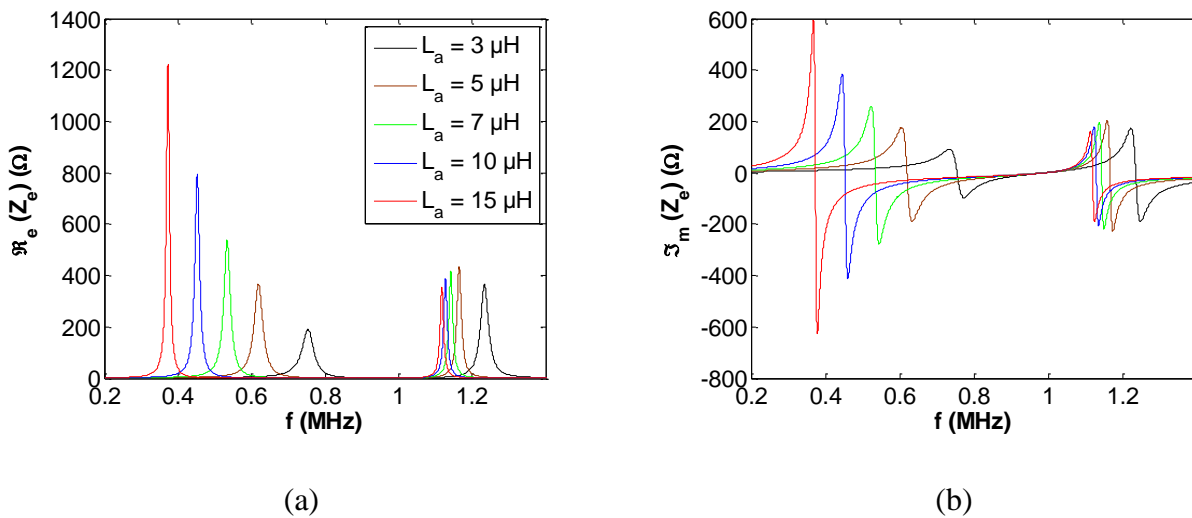 1400
1200
1000
800
600
400
200
0
0.2 0.4 0.6 0.8 1 1.2
f (MHz)
ℜe (Ze) (Ω)
La = 3 µH
La = 5 µH
La = 7 µH
La = 10 µH
La = 15 µH
(a)
600
400
200
0
-200
-400
-600
-800
0.2 0.4 0.6 0.8 1 1.2
f (MHz)
ℑm (Ze) (Ω)
(b)